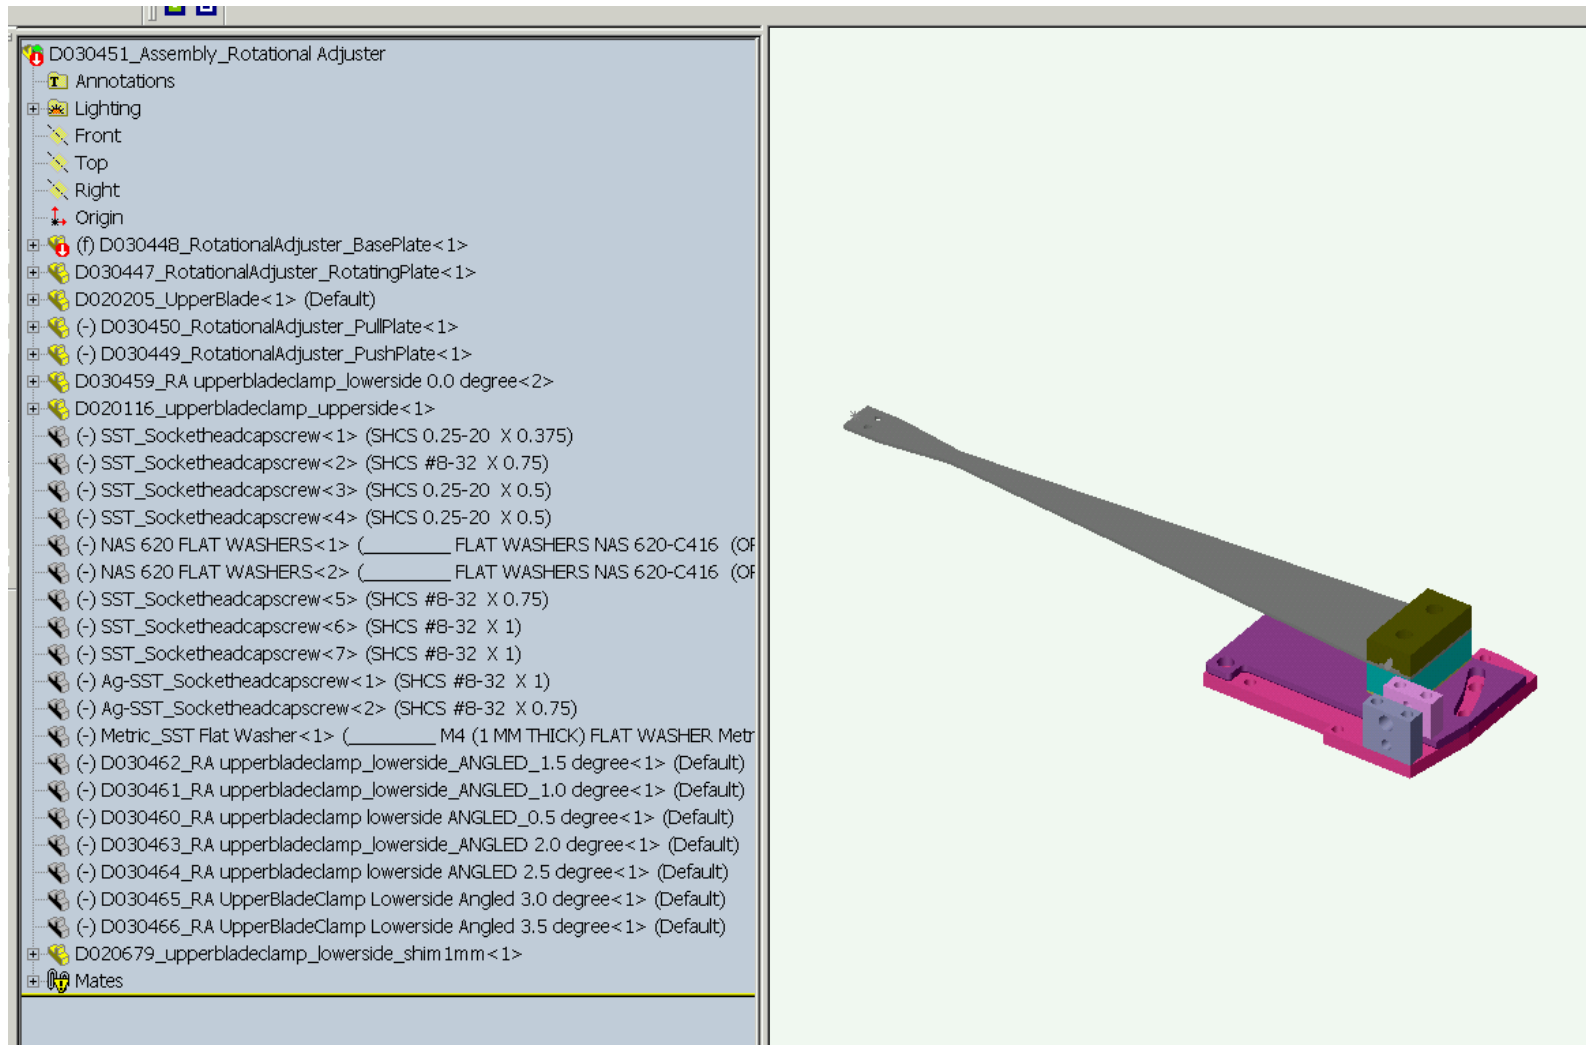 D030451_Assembly_Rotational Adjuster
Annotations
Lighting
Front
Top
Right
Origin
(f) D030448_RotationalAdjuster_BasePlate<1>
D030447_RotationalAdjuster_RotatingPlate<1>
D020205_UpperBlade<1> (Default)
(-) D030450_RotationalAdjuster_PullPlate<1>
(-) D030449_RotationalAdjuster_PushPlate<1>
D030459_RA upperbladeclamp_lowerside 0.0 degree<2>
D020116_upperbladeclamp_upperside<1>
(-) SST_Socketheadcapscrew<1> (SHCS 0.25-20 X 0.375)
(-) SST_Socketheadcapscrew<2> (SHCS #8-32 X 0.75)
(-) SST_Socketheadcapscrew<3> (SHCS 0.25-20 X 0.5)
(-) SST_Socketheadcapscrew<4> (SHCS 0.25-20 X 0.5)
(-) NAS 620 FLAT WASHERS<1> (________ FLAT WASHERS NAS 620-C416 (OF
(-) NAS 620 FLAT WASHERS<2> (________ FLAT WASHERS NAS 620-C416 (OF
(-) SST_Socketheadcapscrew<5> (SHCS #8-32 X 0.75)
(-) SST_Socketheadcapscrew<6> (SHCS #8-32 X 1)
(-) SST_Socketheadcapscrew<7> (SHCS #8-32 X 1)
(-) Ag-SST_Socketheadcapscrew<1> (SHCS #8-32 X 1)
(-) Ag-SST_Socketheadcapscrew<2> (SHCS #8-32 X 0.75)
(-) Metric_SST Flat Washer<1> (________ M4 (1 MM THICK) FLAT WASHER Metr
(-) D030462_RA upperbladeclamp_lowerside_ANGLED_1.5 degree<1> (Default)
(-) D030461_RA upperbladeclamp_lowerside_ANGLED_1.0 degree<1> (Default)
(-) D030460_RA upperbladeclamp lowerside ANGLED_0.5 degree<1> (Default)
(-) D030463_RA upperbladeclamp_lowerside_ANGLED 2.0 degree<1> (Default)
(-) D030464_RA upperbladeclamp lowerside ANGLED 2.5 degree<1> (Default)
(-) D030465_RA UpperBladeClamp Lowerside Angled 3.0 degree<1> (Default)
(-) D030466_RA UpperBladeClamp Lowerside Angled 3.5 degree<1> (Default)
D020679_upperbladeclamp_lowerside_shim1mm<1>
Mates